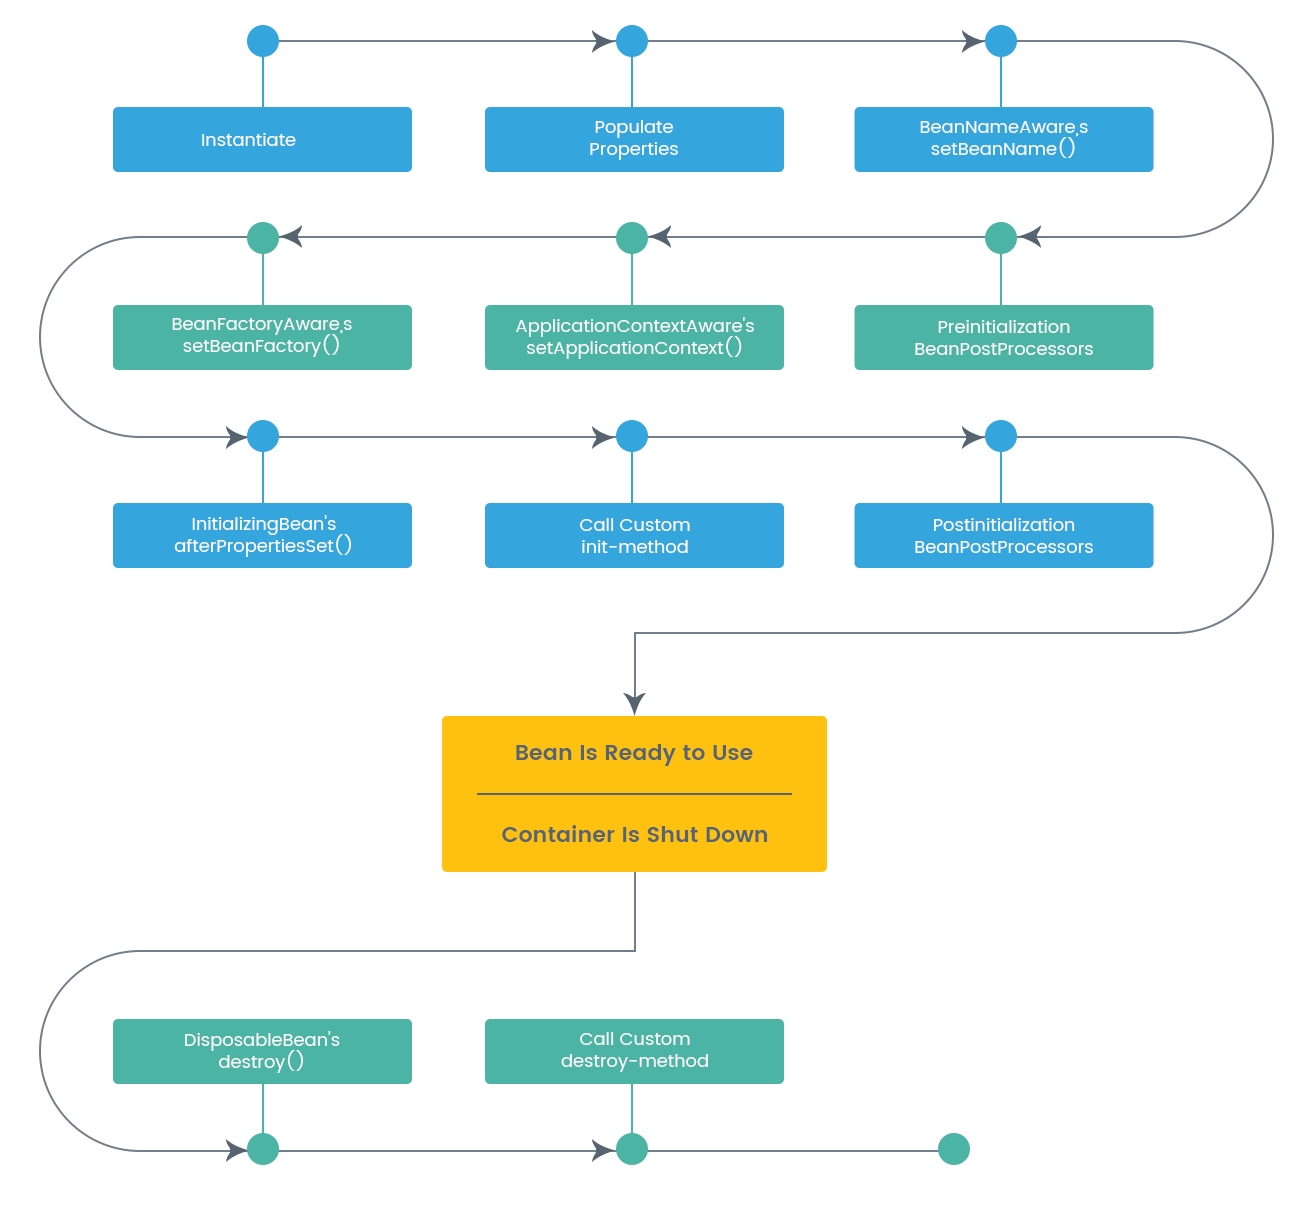 Instantiate
Populate
Properties
BeanNameAware,s
setBeanName()
BeanFactoryAware,s
setBeanFactory()
ApplicationContextAware's
setApplicationContext()
Preinitialization
BeanPostProcessors
InitializingBean's
afterPropertiesSet()
Call Custom
init-method
Postinitialization
BeanPostProcessors
Bean Is Ready to Use
Container Is Shut Down
DisposableBean's
destroy()
Call Custom
destroy-method